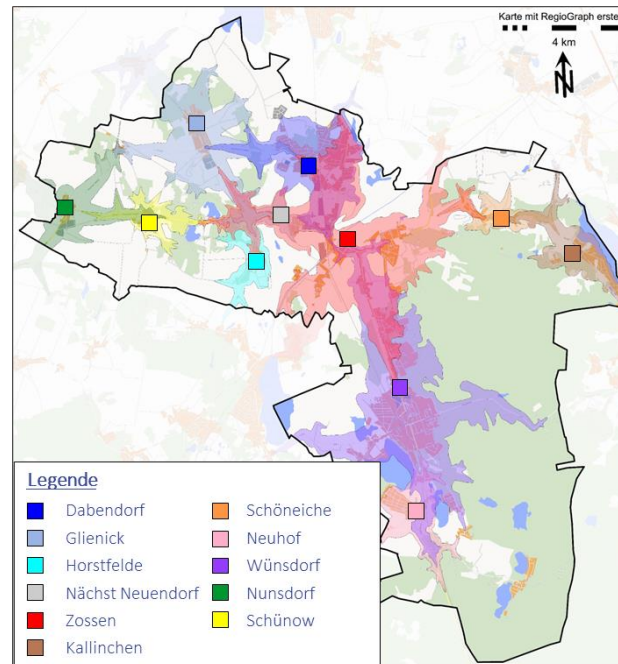 Karte mit RegioGraph erste
4 km
N
Legende
Dabendorf
Glienick
Horstfelde
Nächst Neuendorf
Zossen
Kallinchen
Schöneiche
Neuhof
Wünsdorf
Nunsdorf
Schünow